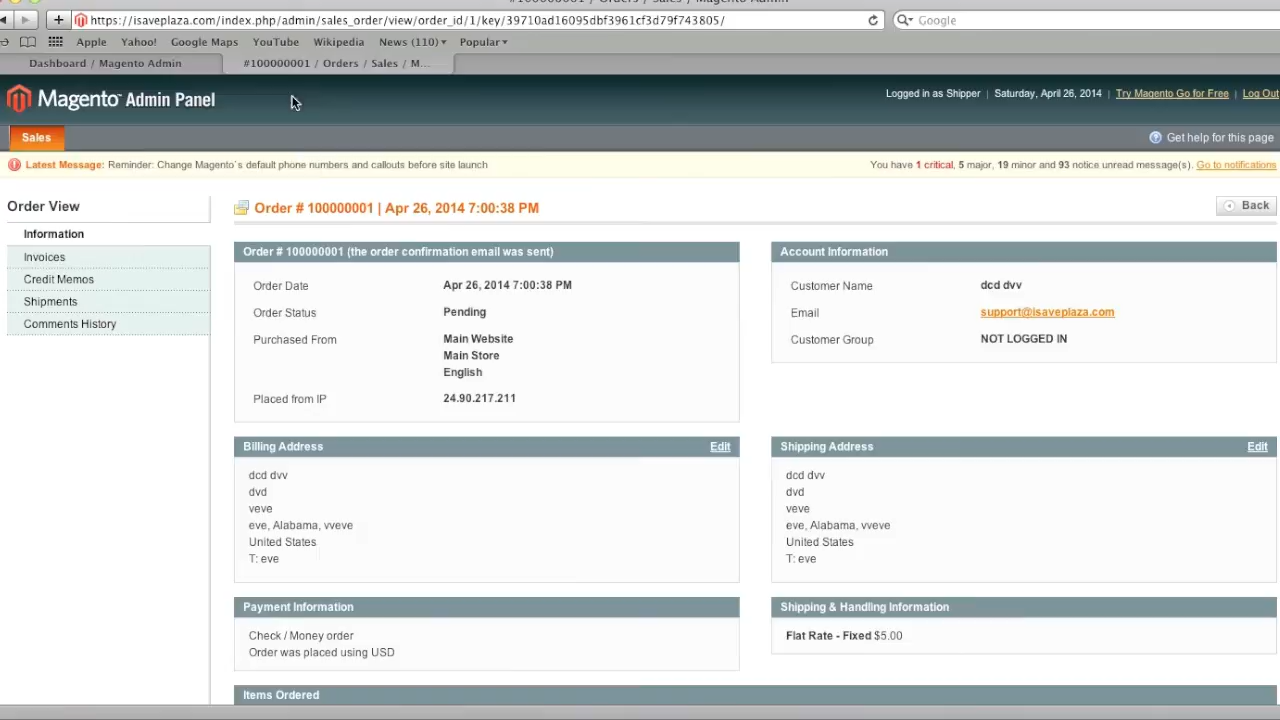 #100000001 / Orders / Sales / Magento Admin
https://isaveplaza.com/index.php/admin/sales_order/view/order_id/1/key/39710ad16095dbf3961cf3d79f743805/
Google
Apple Yahoo! Google Maps YouTube Wikipedia News (110) Popular
Dashboard / Magento Admin
#100000001 / Orders / Sales / M...
Magento™ Admin Panel
Logged in as Shipper | Saturday, April 26, 2014 | Try Magento Go for Free | Log Out
Sales
Get help for this page
Latest Message: Reminder: Change Magento`s default phone numbers and callouts before site launch
You have 1 critical, 5 major, 19 minor and 93 notice unread message(s). Go to notifications
Order View
Information
Invoices
Credit Memos
Shipments
Comments History
Order # 100000001 | Apr 26, 2014 7:00:38 PM
Back
Order # 100000001 (the order confirmation email was sent)
Order Date Apr 26, 2014 7:00:38 PM
Order Status Pending
Purchased From Main Website
Main Store
English
Placed from IP 24.90.217.211
Account Information
Customer Name dcd dvv
Email support@isaveplaza.com
Customer Group NOT LOGGED IN
Billing Address Edit
dcd dvv
dvd
veve
eve, Alabama, vveve
United States
T: eve
Shipping Address Edit
dcd dvv
dvd
veve
eve, Alabama, vveve
United States
T: eve
Payment Information
Check / Money order
Order was placed using USD
Shipping & Handling Information
Flat Rate - Fixed $5.00
Items Ordered